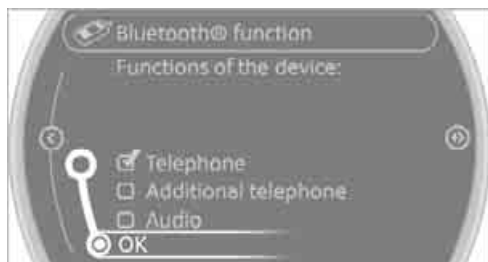 Bluetooth® function
Functions of the device:
Telephone
Additional telephone
Audio
OK